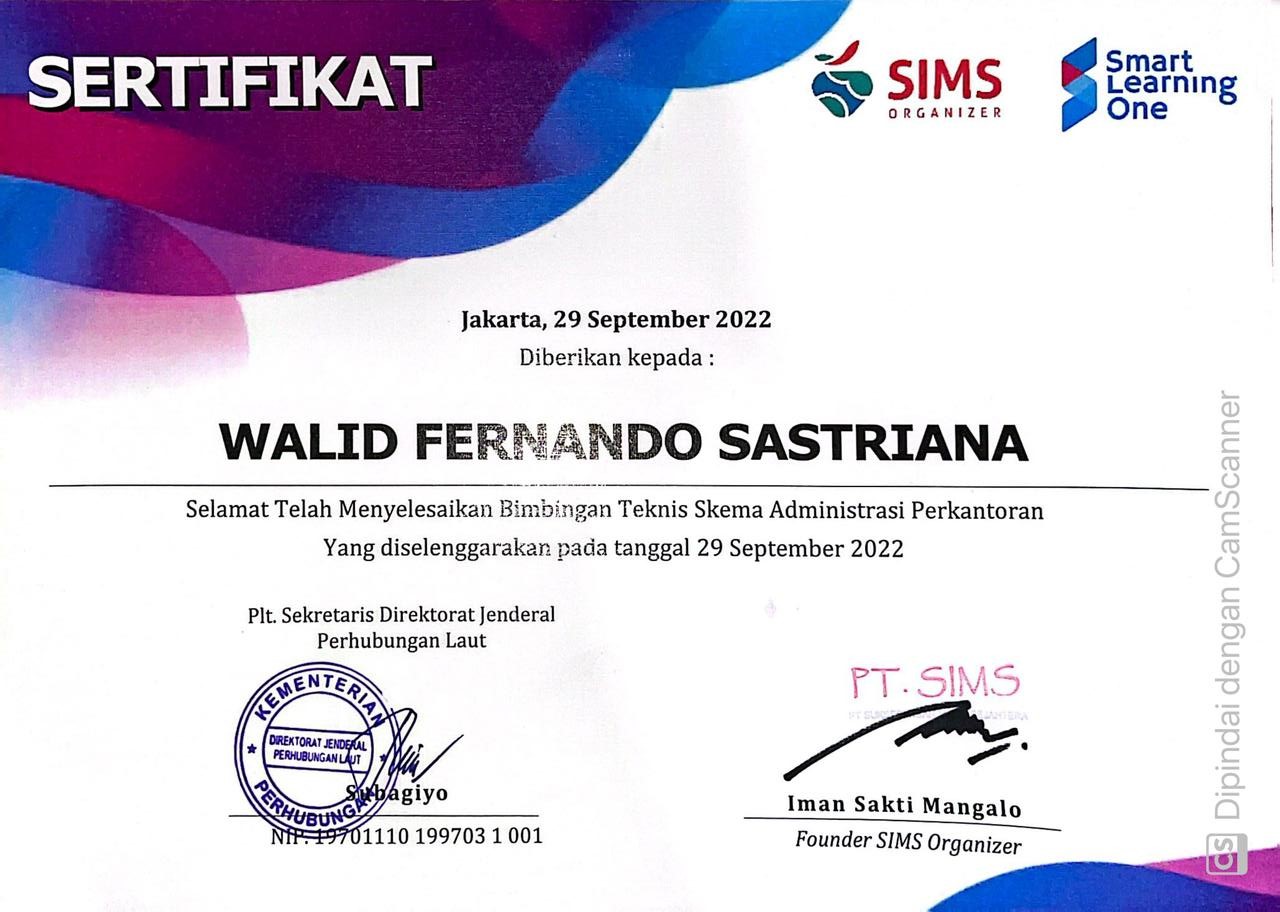 SERTIFIKAT
SIMS
ORGANIZER
Smart
Learning
One
Jakarta, 29 September 2022
Diberikan kepada :
WALID FERNANDO SASTRIANA
Selamat Telah Menyelesaikan Bimbingan Teknis Skema Administrasi Perkantoran
Yang diselenggarakan pada tanggal 29 September 2022
Plt. Sekretaris Direktorat Jenderal
Perhubungan Laut
KEMENTERIAN
DIREKTORAT JENDERAL
PERHUBUNGAN LAUT
PERHUBUNGAN
Subagiyo
NIP. 19701110 199703 1 001
PT. SIMS
Iman Sakti Mangalo
Founder SIMS Organizer
CS Dipindai dengan CamScanner